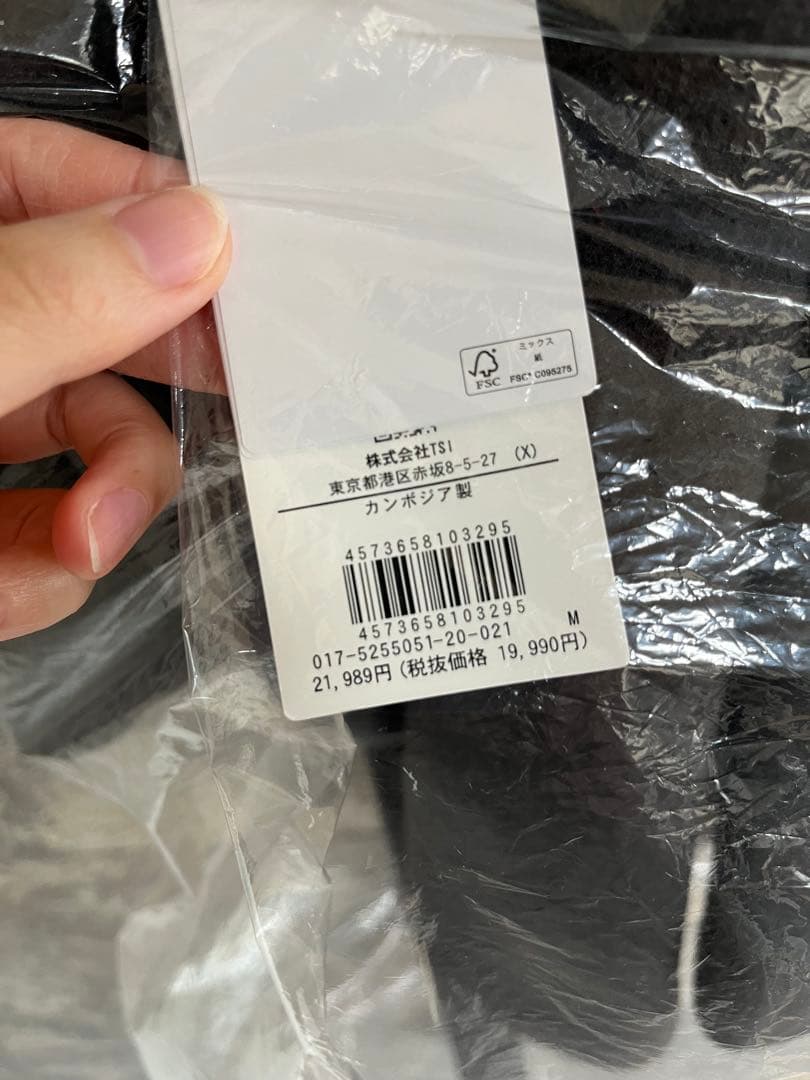 ミックス
紙
FSC
FSC® C095275
株式会社TSI
東京都港区赤坂8-5-27 (X)
カンボジア製
4573658103295
4573658103295
017-5255051-20-021 M
21,989円(税抜価格 19,990円)